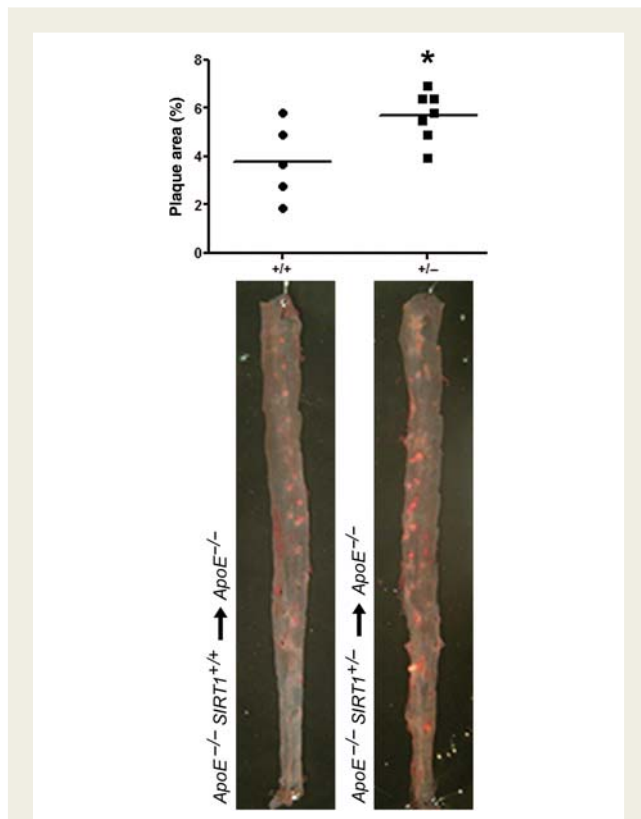 8
*
6
4
2
0
Plaque area (%)
+/+
+/−
ApoE−/− SIRT1+/+ → ApoE−/−
ApoE−/− SIRT1+/− → ApoE−/−